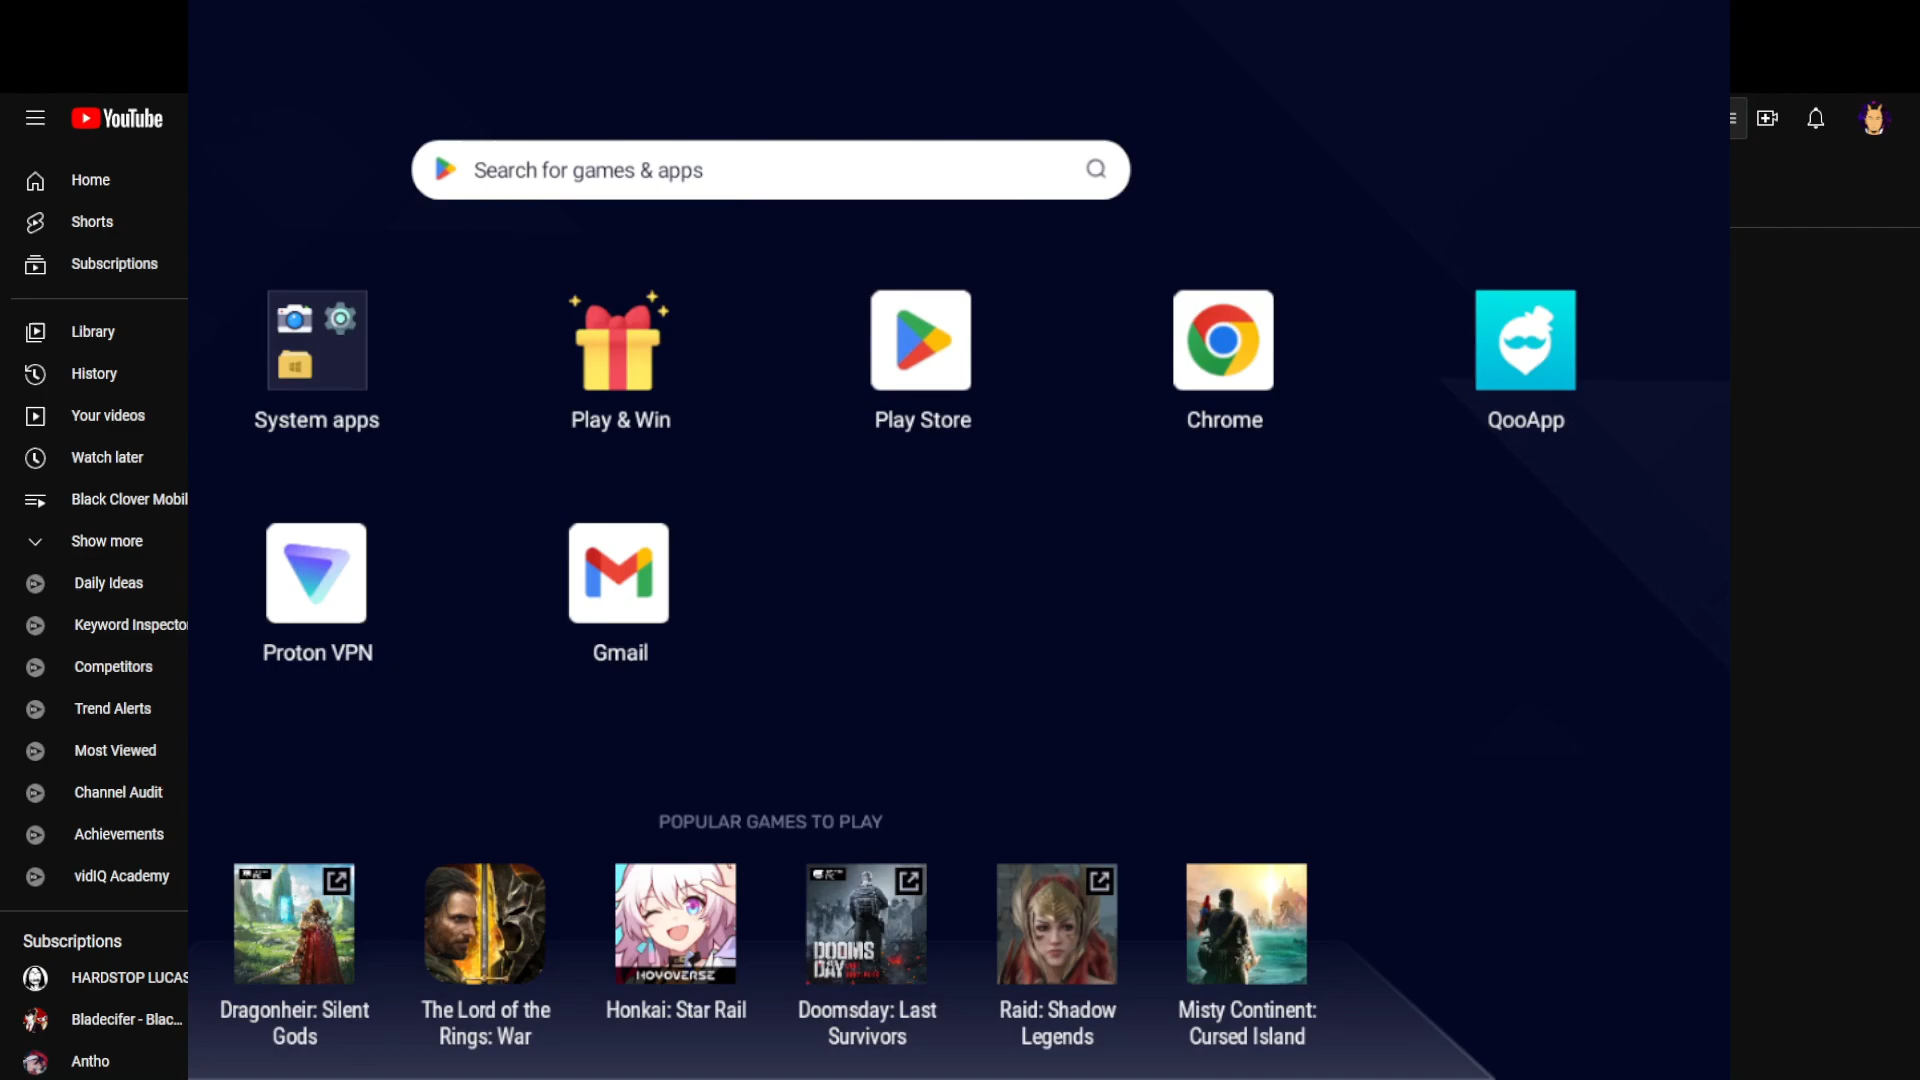 YouTube
Home
Shorts
Subscriptions
Library
History
Your videos
Watch later
Black Clover Mobil
Show more
Daily Ideas
Keyword Inspecto
Competitors
Trend Alerts
Most Viewed
Channel Audit
Achievements
vidIQ Academy
Subscriptions
HARDSTOP LUCAS
Bladecifer - Blac...
Antho
Search for games & apps
System apps
Play & Win
Play Store
Chrome
QooApp
Proton VPN
Gmail
POPULAR GAMES TO PLAY
HOYOVERSE
DOOMS
DAY
Dragonheir: Silent
Gods
The Lord of the
Rings: War
Honkai: Star Rail
Doomsday: Last
Survivors
Raid: Shadow
Legends
Misty Continent:
Cursed Island